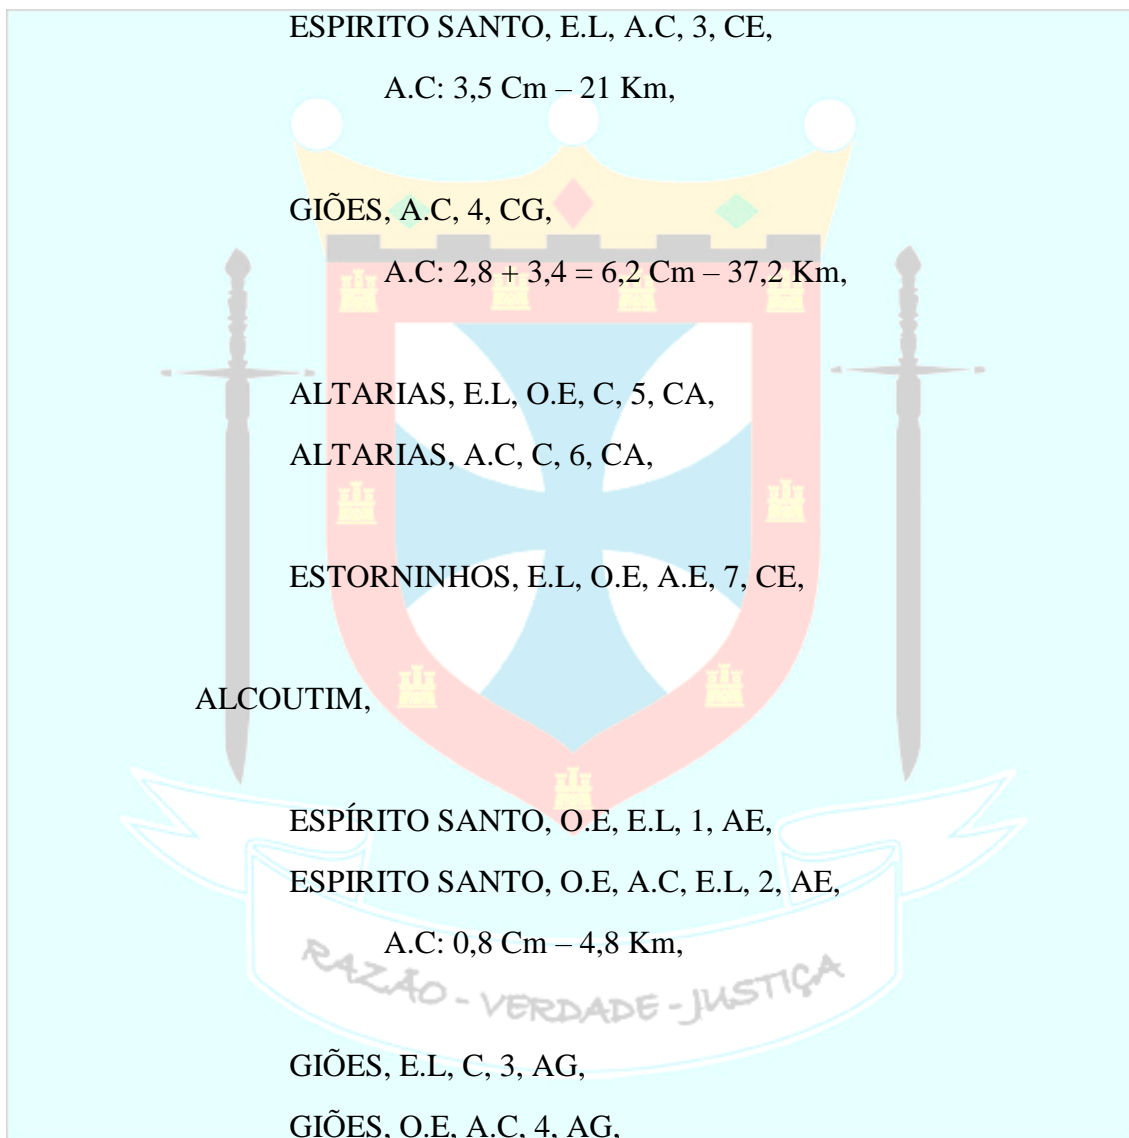 ESPIRITO SANTO, E.L, A.C, 3, CE,
A.C: 3,5 Cm – 21 Km,
GIÕES, A.C, 4, CG,
A.C: 2,8 + 3,4 = 6,2 Cm – 37,2 Km,
ALTARIAS, E.L, O.E, C, 5, CA,
ALTARIAS, A.C, C, 6, CA,
ESTORNINHOS, E.L, O.E, A.E, 7, CE,
ALCOUTIM,
ESPÍRITO SANTO, O.E, E.L, 1, AE,
ESPIRITO SANTO, O.E, A.C, E.L, 2, AE,
A.C: 0,8 Cm – 4,8 Km,
RAZÃO - VERDADE - JUSTIÇA
GIÕES, E.L, C, 3, AG,
GIÕES, O.E, A.C, 4, AG,